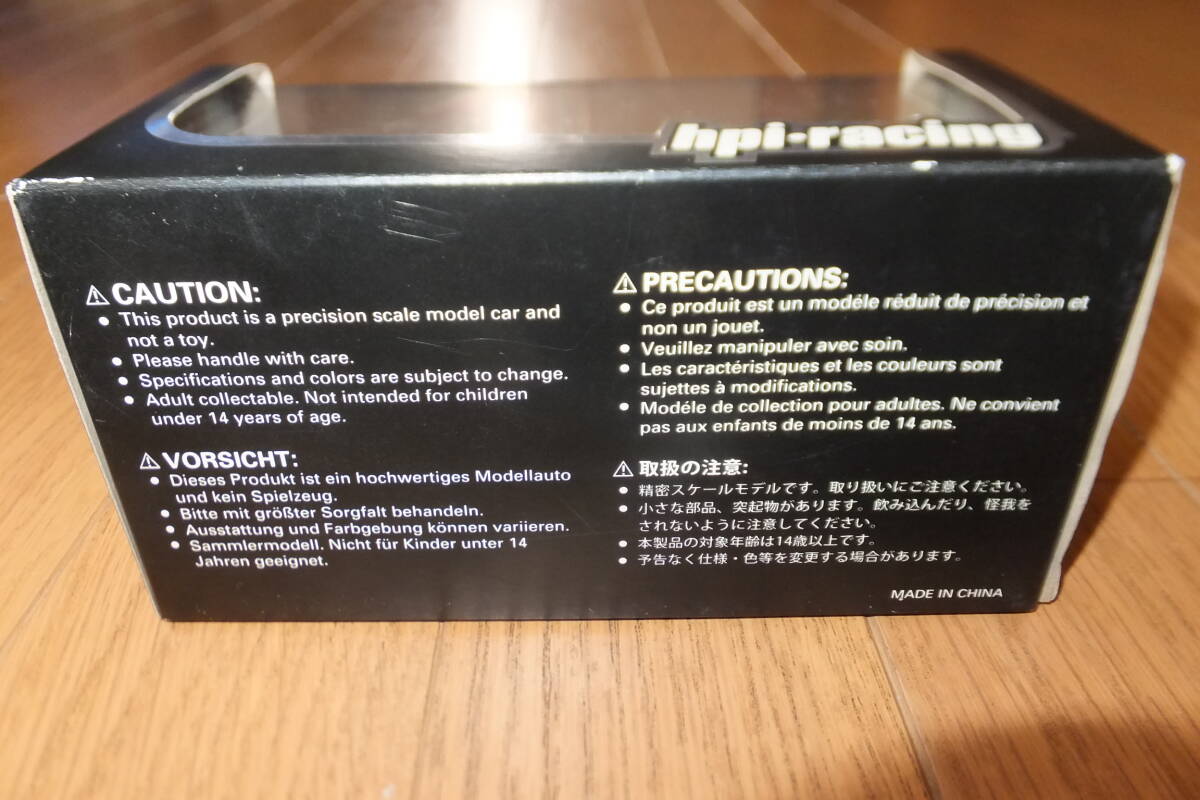 hpi-racing
⚠ CAUTION:
● This product is a precision scale model car and
not a toy.
● Please handle with care.
● Specifications and colors are subject to change.
● Adult collectable. Not intended for children
under 14 years of age.
⚠ VORSICHT:
● Dieses Produkt ist ein hochwertiges Modellauto
und kein Spielzeug.
● Bitte mit größter Sorgfalt behandeln.
● Ausstattung und Farbgebung können variieren.
● Sammlermodell. Nicht für Kinder unter 14
Jahren geeignet.
⚠ PRECAUTIONS:
● Ce produit est un modéle réduit de précision et
non un jouet.
● Veuillez manipuler avec soin.
● Les caractéristiques et les couleurs sont
sujettes à modifications.
● Modéle de collection pour adultes. Ne convient
pas aux enfants de moins de 14 ans.
⚠ 取扱の注意:
● 精密スケールモデルです。取り扱いにご注意ください。
● 小さな部品、突起物があります。飲み込んだり、怪我を
されないように注意してください。
● 本製品の対象年齢は14歳以上です。
● 予告なく仕様・色等を変更する場合があります。
MADE IN CHINA